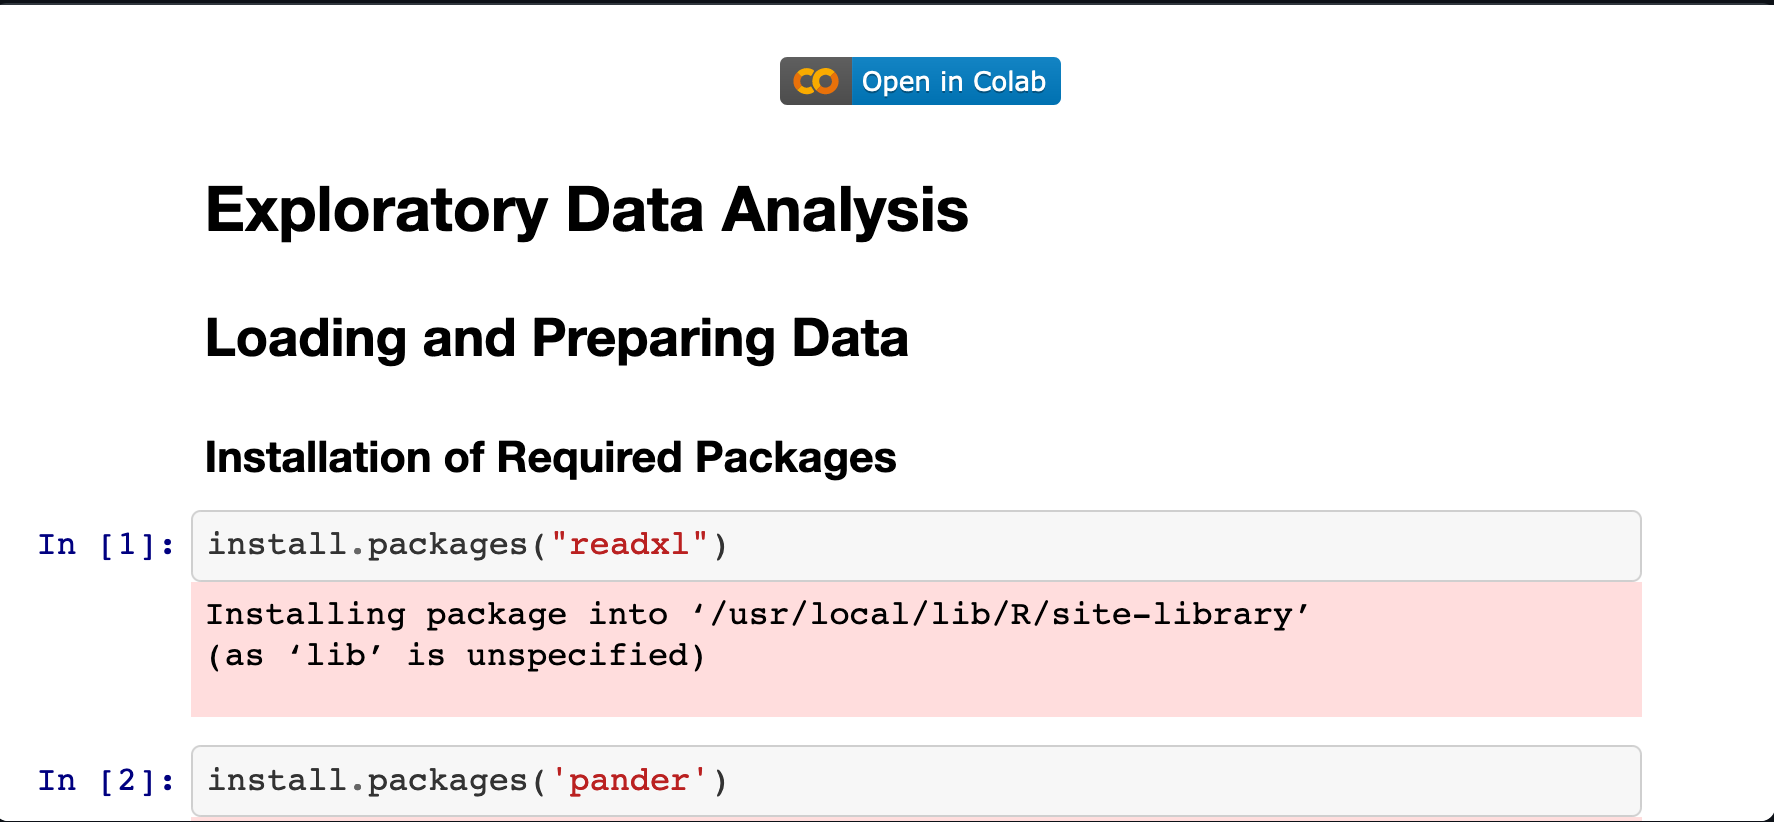 Open in Colab
Exploratory Data Analysis
Loading and Preparing Data
Installation of Required Packages
In [1]: install.packages("readxl")
Installing package into ‘/usr/local/lib/R/site-library’
(as ‘lib’ is unspecified)
In [2]: install.packages('pander')